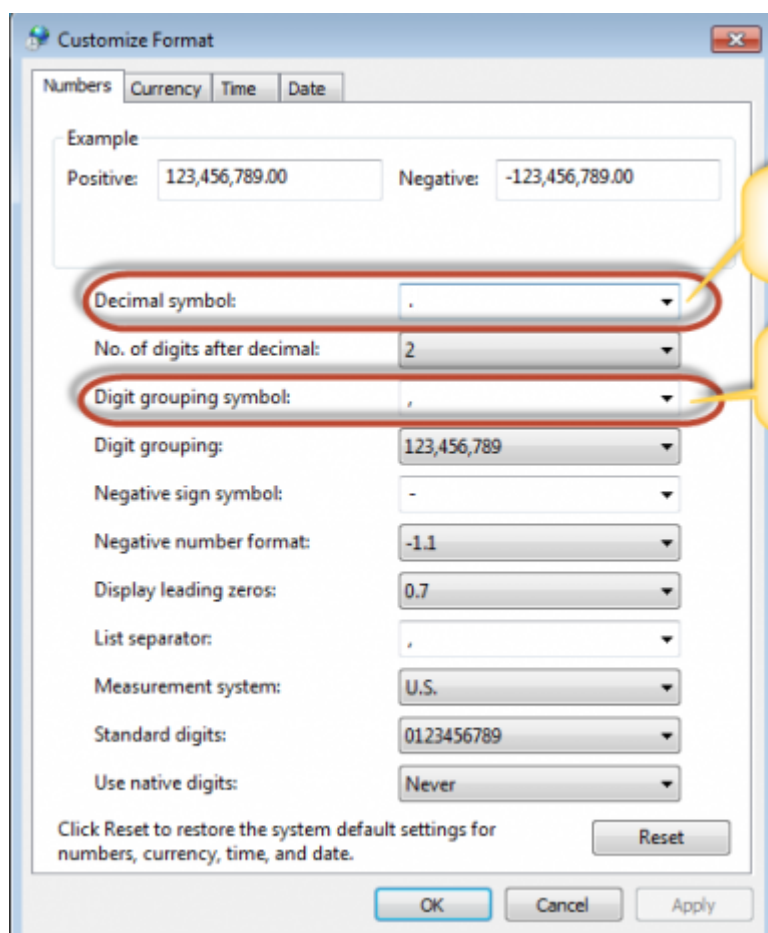 Customize Format
Numbers Currency Time Date
Example
Positive: 123,456,789.00 Negative: -123,456,789.00
Decimal symbol: .
No. of digits after decimal: 2
Digit grouping symbol: ,
Digit grouping: 123,456,789
Negative sign symbol: -
Negative number format: -1.1
Display leading zeros: 0.7
List separator: ,
Measurement system: U.S.
Standard digits: 0123456789
Use native digits: Never
Click Reset to restore the system default settings for
numbers, currency, time, and date. Reset
OK Cancel Apply